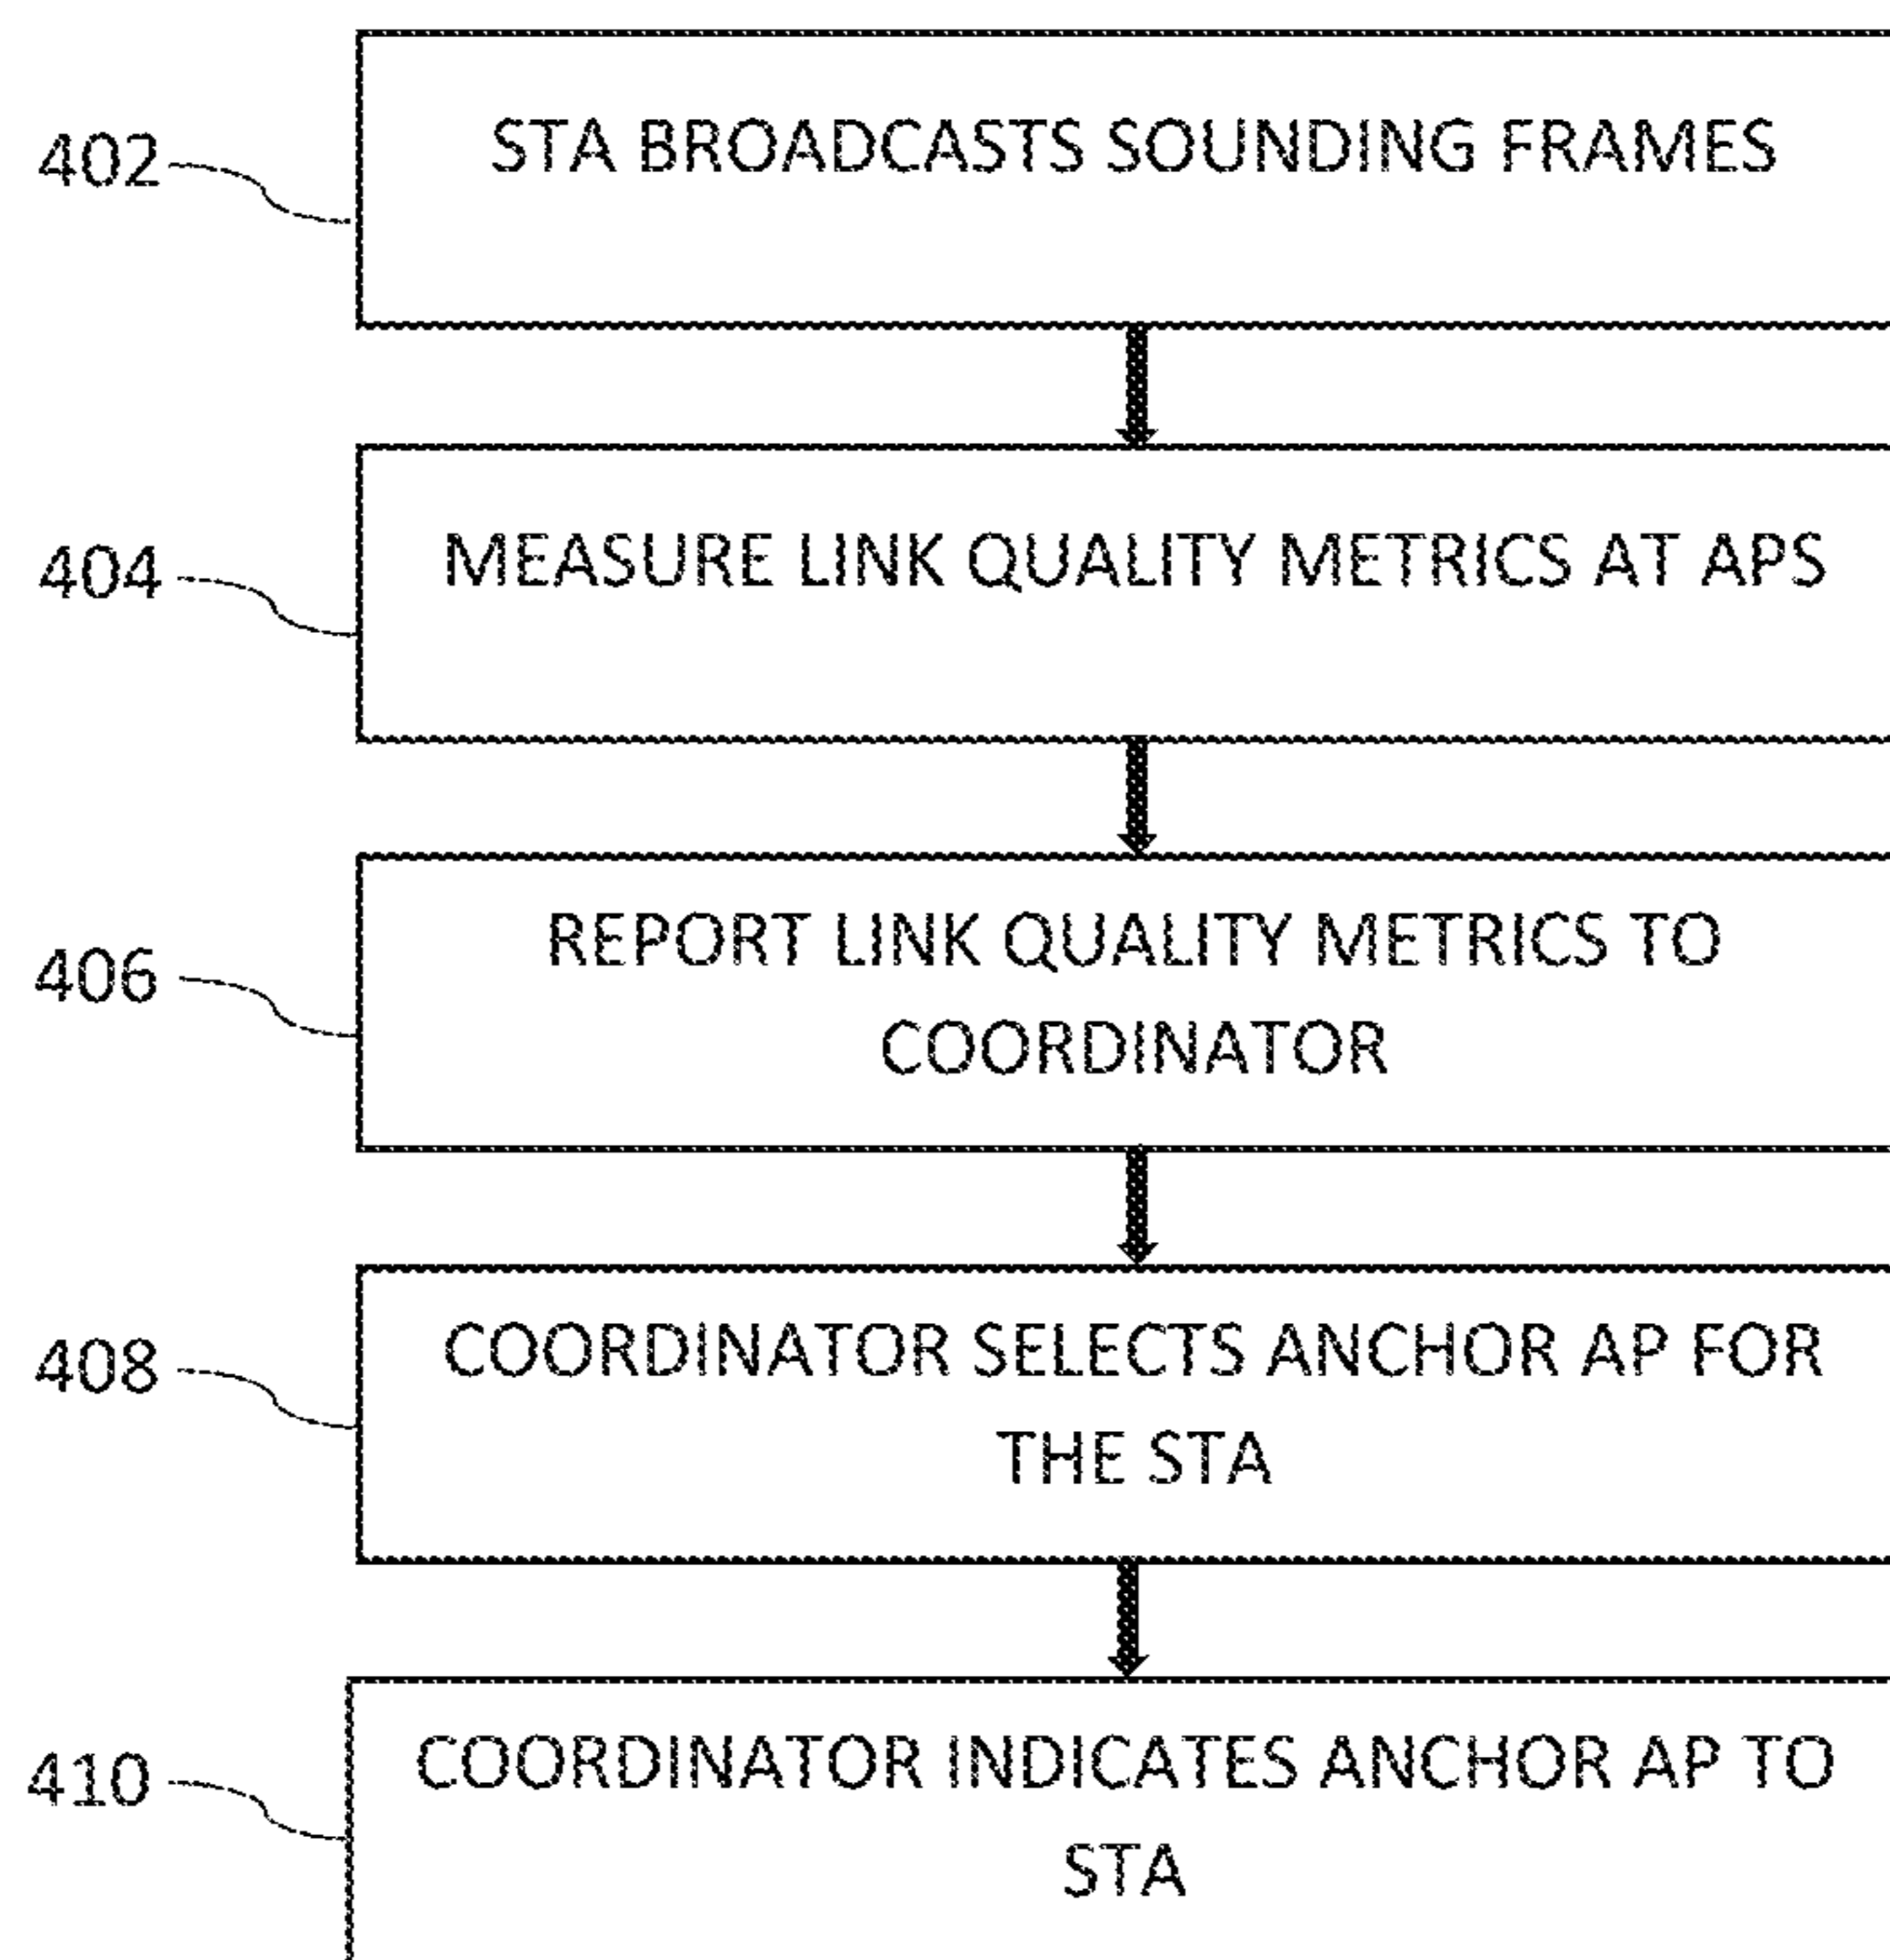 402
STA BROADCASTS SOUNDING FRAMES
404
MEASURE LINK QUALITY METRICS AT APS
406
REPORT LINK QUALITY METRICS TO
COORDINATOR
408
COORDINATOR SELECTS ANCHOR AP FOR
THE STA
410
COORDINATOR INDICATES ANCHOR AP TO
STA